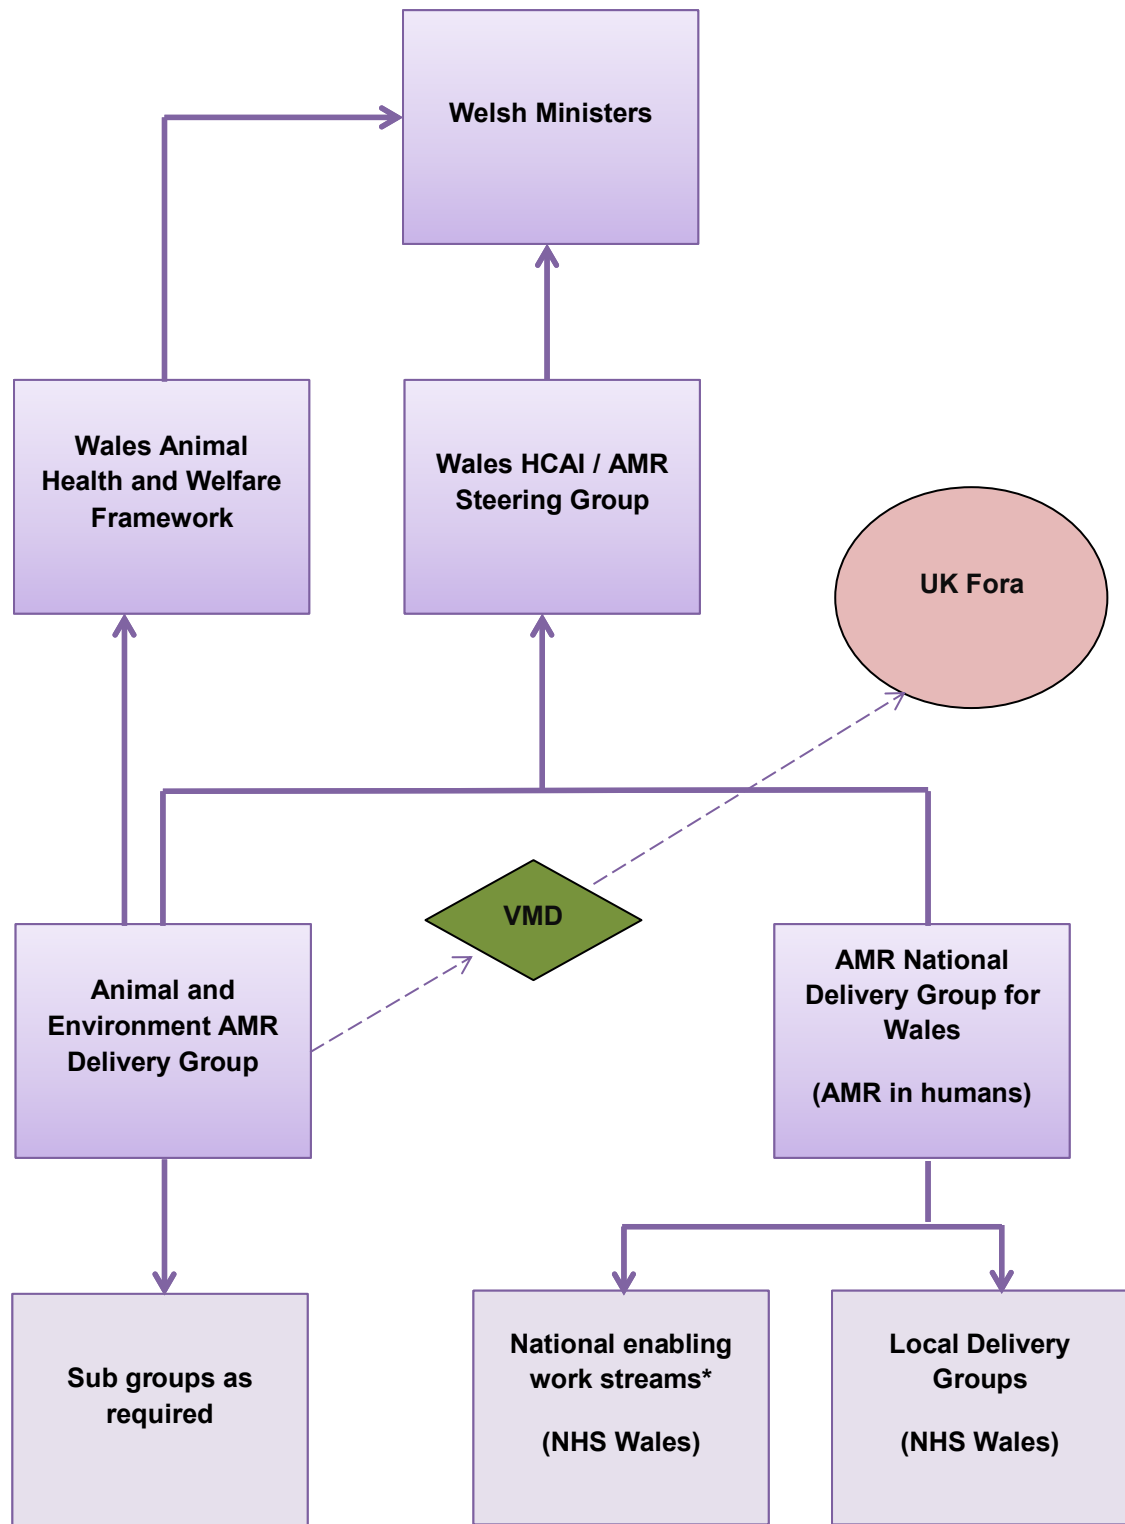 Welsh Ministers
Wales Animal
Health and Welfare
Framework
Wales HCAI / AMR
Steering Group
UK Fora
VMD
Animal and
Environment AMR
Delivery Group
AMR National
Delivery Group for
Wales
(AMR in humans)
Sub groups as
required
National enabling
work streams*
(NHS Wales)
Local Delivery
Groups
(NHS Wales)